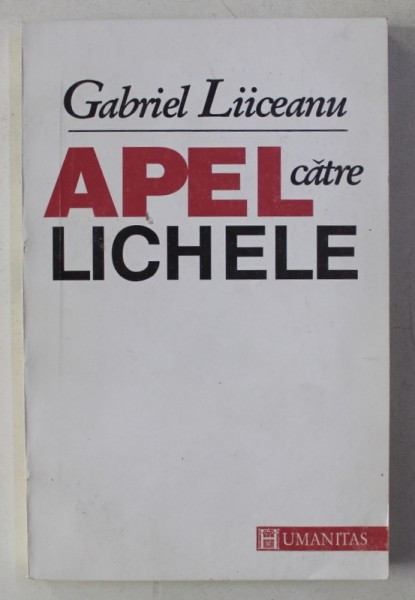 Gabriel Liiceanu
APEL către
LICHELE
HUMANITAS